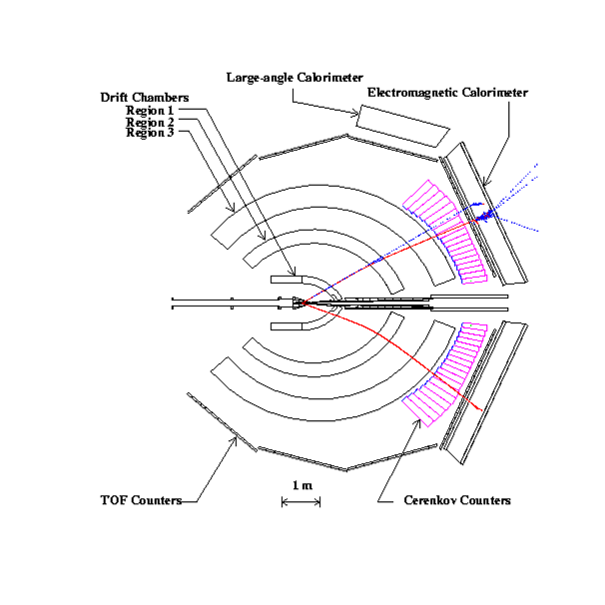 Large-angle Calorimeter
Electromagnetic Calorimeter
Drift Chambers
Region 1
Region 2
Region 3
1 m
TOF Counters
Cerenkov Counters